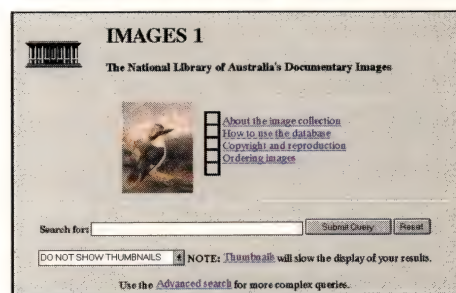 IMAGES 1
The National Library of Australia's Documentary Images
About the image collection
How to use the database
Copyright and reproduction
Ordering images
Search for:
Submit Query Reset
DO NOT SHOW THUMBNAILS NOTE: Thumbnails will slow the display of your results.
Use the Advanced search for more complex queries.